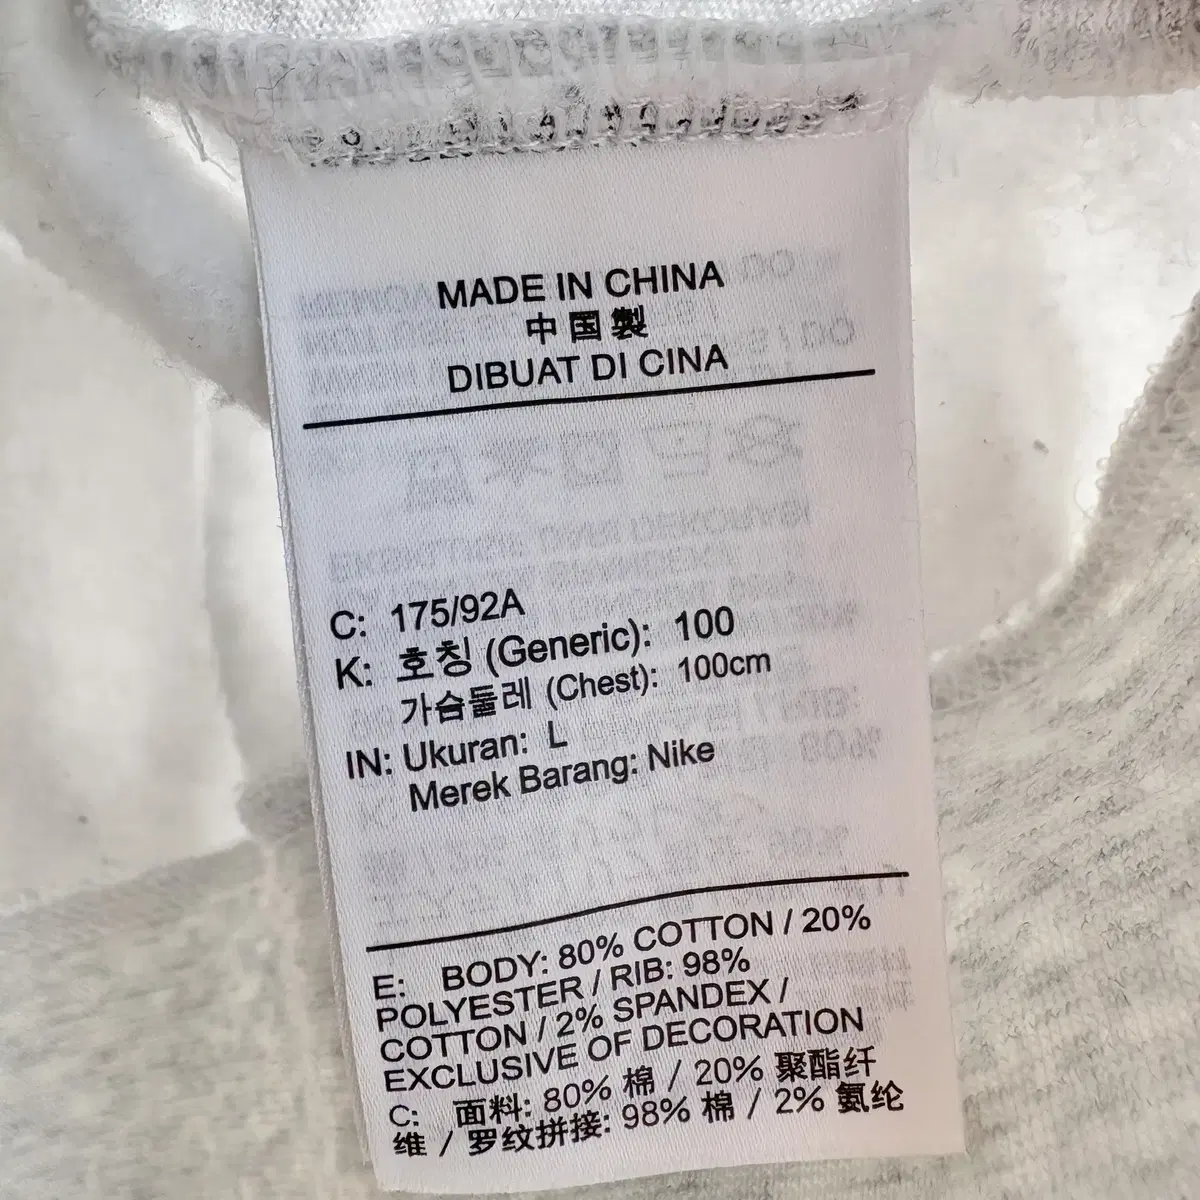 MADE IN CHINA
中国製
DIBUAT DI CINA
C: 175/92A
K: 호칭 (Generic): 100
가슴둘레 (Chest): 100cm
IN: Ukuran: L
Merek Barang: Nike
E: BODY: 80% COTTON / 20%
POLYESTER / RIB: 98%
COTTON / 2% SPANDEX /
EXCLUSIVE OF DECORATION
C: 面料: 80% 棉 / 20% 聚酯纤
维 / 罗纹拼接: 98% 棉 / 2% 氨纶